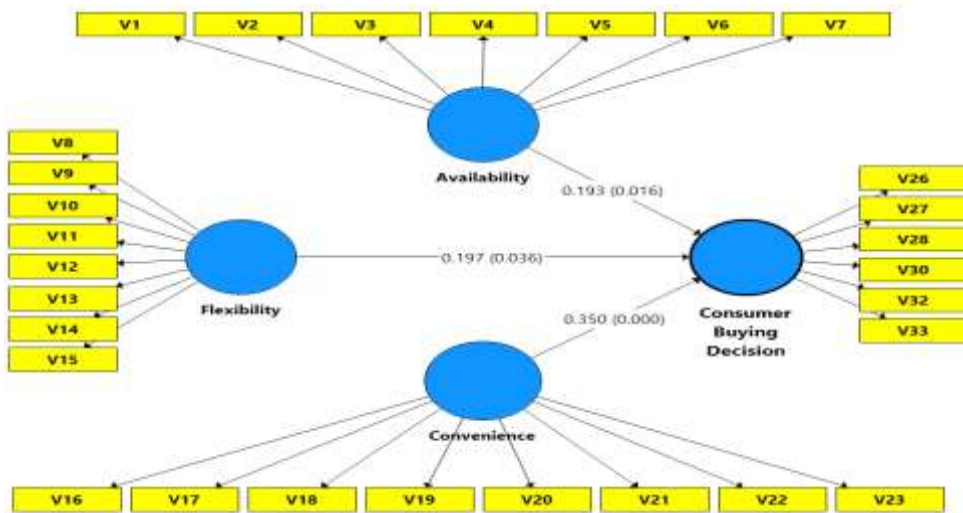 V1
V2
V3
V4
V5
V6
V7
Availability
0.193 (0.016)
V8
V9
V10
V11
V12
V13
V14
V15
Flexibility
0.197 (0.036)
V26
V27
V28
V30
V32
V33
Consumer
Buying
Decision
0.350 (0.000)
Convenience
V16
V17
V18
V19
V20
V21
V22
V23